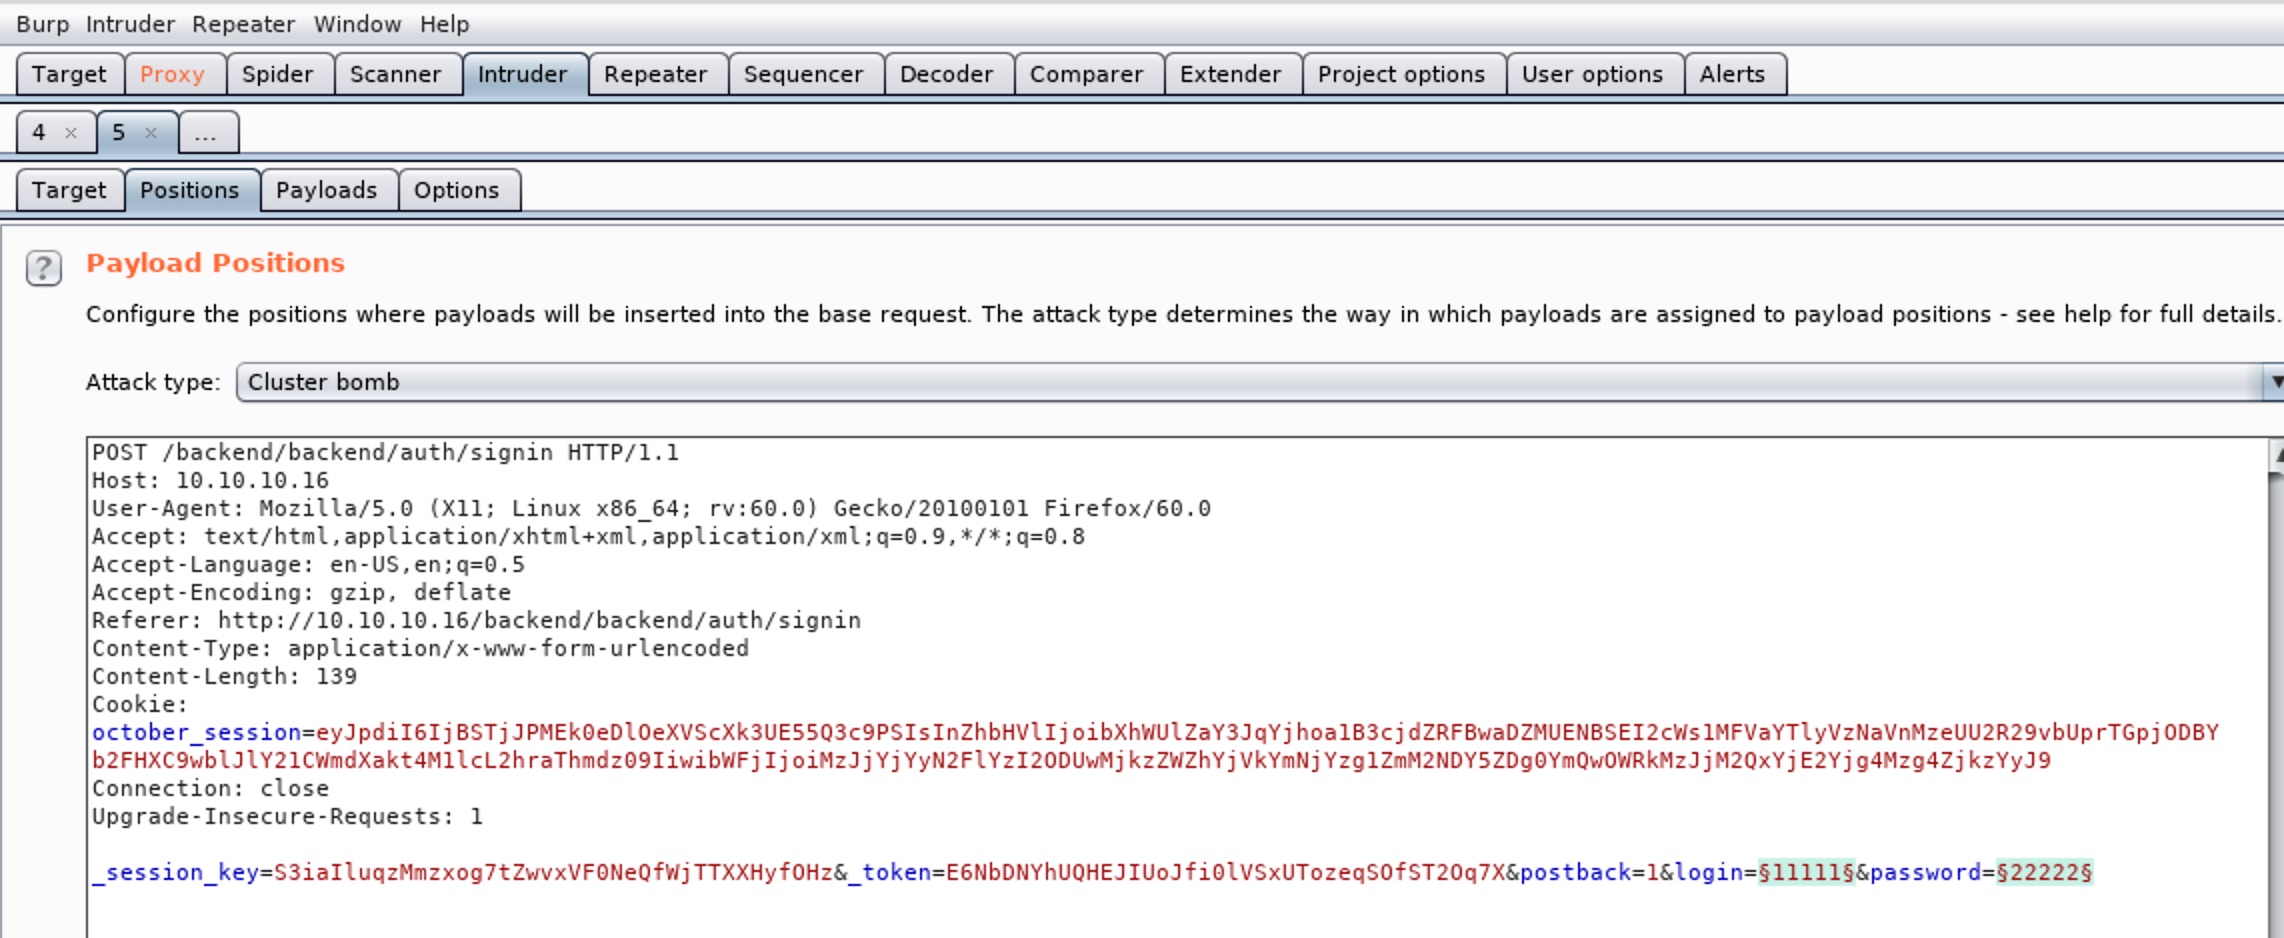 Burp Intruder Repeater Window Help
Target Proxy Spider Scanner Intruder Repeater Sequencer Decoder Comparer Extender Project options User options Alerts
4 × 5 × ...
Target Positions Payloads Options
? Payload Positions
Configure the positions where payloads will be inserted into the base request. The attack type determines the way in which payloads are assigned to payload positions - see help for full details.
Attack type: Cluster bomb
POST /backend/backend/auth/signin HTTP/1.1
Host: 10.10.10.16
User-Agent: Mozilla/5.0 (X11; Linux x86_64; rv:60.0) Gecko/20100101 Firefox/60.0
Accept: text/html,application/xhtml+xml,application/xml;q=0.9,*/*;q=0.8
Accept-Language: en-US,en;q=0.5
Accept-Encoding: gzip, deflate
Referer: http://10.10.10.16/backend/backend/auth/signin
Content-Type: application/x-www-form-urlencoded
Content-Length: 139
Cookie:
october_session=eyJpdiI6IjBSTjJPMEk0eDlOeXVScXk3UE55Q3c9PSIsInZhbHVlIjoibXhWUlZaY3JqYjhoa1B3cjdZRFBwaDZMUENBSEI2cWs1MFVaYTlyVzNaVnMzeUU2R29vbUprTGpjODBY
b2FHXC9wblJlY21CWmdXakt4M1lcL2hraThmdz09IiwibWFjIjoiMzJjYjYyN2FlYzI2ODUwMjkzZWZhYjVkYmNjYzg1ZmM2NDY5ZDg0YmQwOWRkMzJjM2QxYjE2Yjg4Mzg4ZjkzYyJ9
Connection: close
Upgrade-Insecure-Requests: 1
_session_key=S3iaIluqzMmzxog7tZwvxVF0NeQfWjTTXXHyfOHz&_token=E6NbDNYhUQHEJIUoJfi0lVSxUTozeqSOfST2Oq7X&postback=1&login=§11111§&password=§22222§